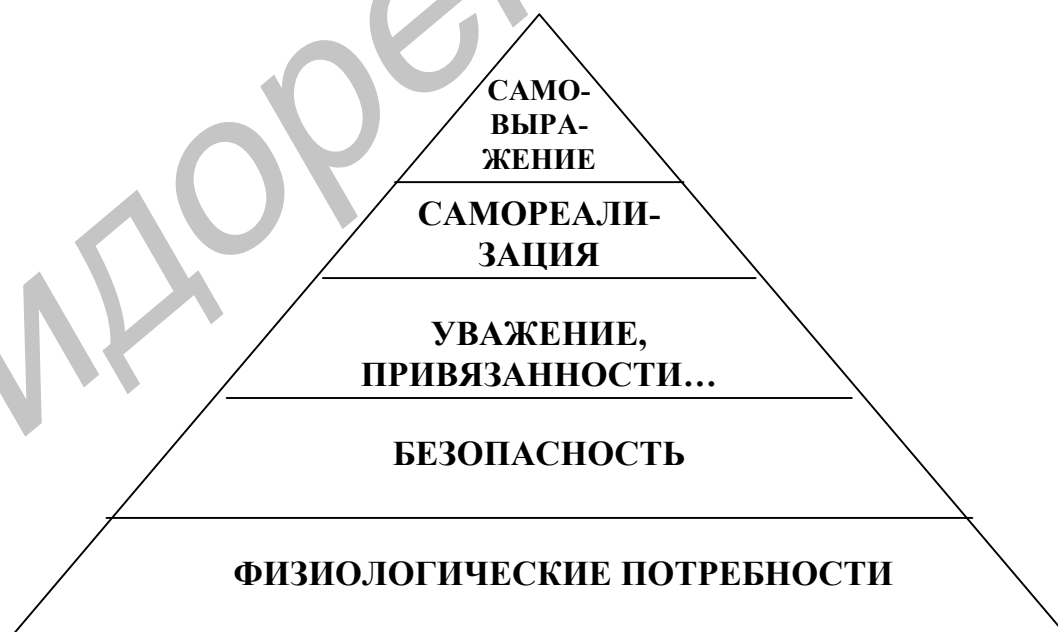 САМО-
ВЫРА-
ЖЕНИЕ
САМОРЕАЛИ-
ЗАЦИЯ
УВАЖЕНИЕ,
ПРИВЯЗАННОСТИ…
БЕЗОПАСНОСТЬ
ФИЗИОЛОГИЧЕСКИЕ ПОТРЕБНОСТИ